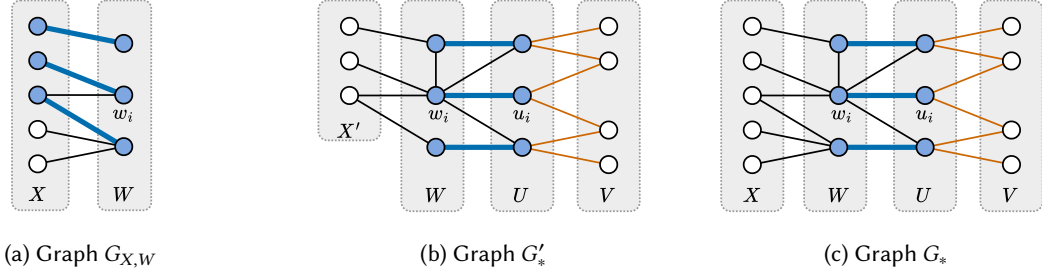 $w_i$
$X$ $W$
(a) Graph $G_{X,W}$
$w_i$ $u_i$
$X'$
$W$ $U$ $V$
(b) Graph $G'_*$
$w_i$ $u_i$
$X$ $W$ $U$ $V$
(c) Graph $G_*$